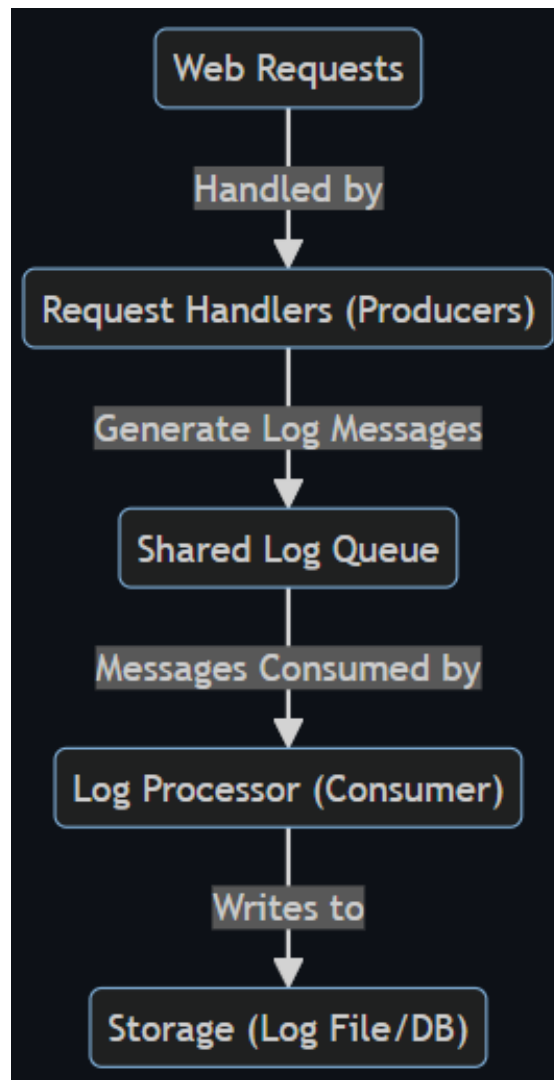 Web Requests
Handled by
Request Handlers (Producers)
Generate Log Messages
Shared Log Queue
Messages Consumed by
Log Processor (Consumer)
Writes to
Storage (Log File/DB)